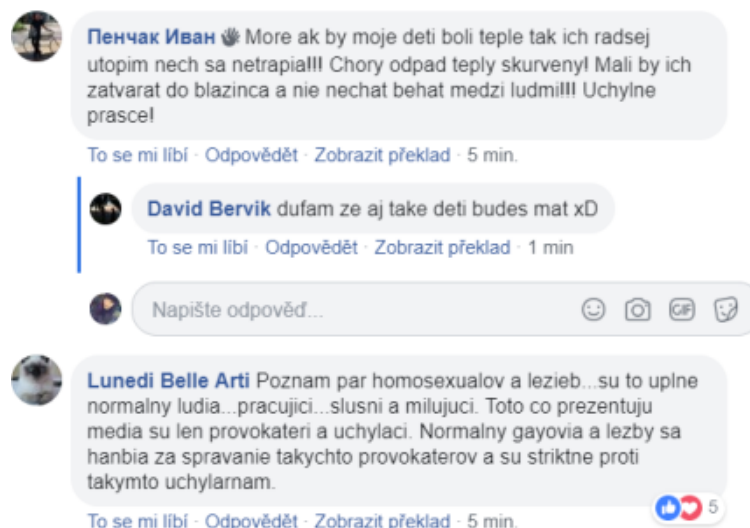 Пенчак Иван 👋 More ak by moje deti boli teple tak ich radsej
utopim nech sa netrapia!!! Chory odpad teply skurveny! Mali by ich
zatvarat do blazinca a nie nechat behat medzi ludmi!!! Uchylne
prasce!
To se mi líbí · Odpovědět · Zobrazit překlad · 5 min.
David Bervik dufam ze aj take deti budes mat xD
To se mi líbí · Odpovědět · Zobrazit překlad · 1 min
Napište odpověď...
GIF
Lunedi Belle Arti Poznam par homosexualov a lezieb...su to uplne
normalny ludia...pracujici...slusni a milujuci. Toto co prezentuju
media su len provokateri a uchylaci. Normalny gayovia a lezby sa
hanbia za spravanie takychto provokaterov a su striktne proti
takymto uchylarnam.
5
To se mi líbí · Odpovědět · Zobrazit překlad · 5 min.